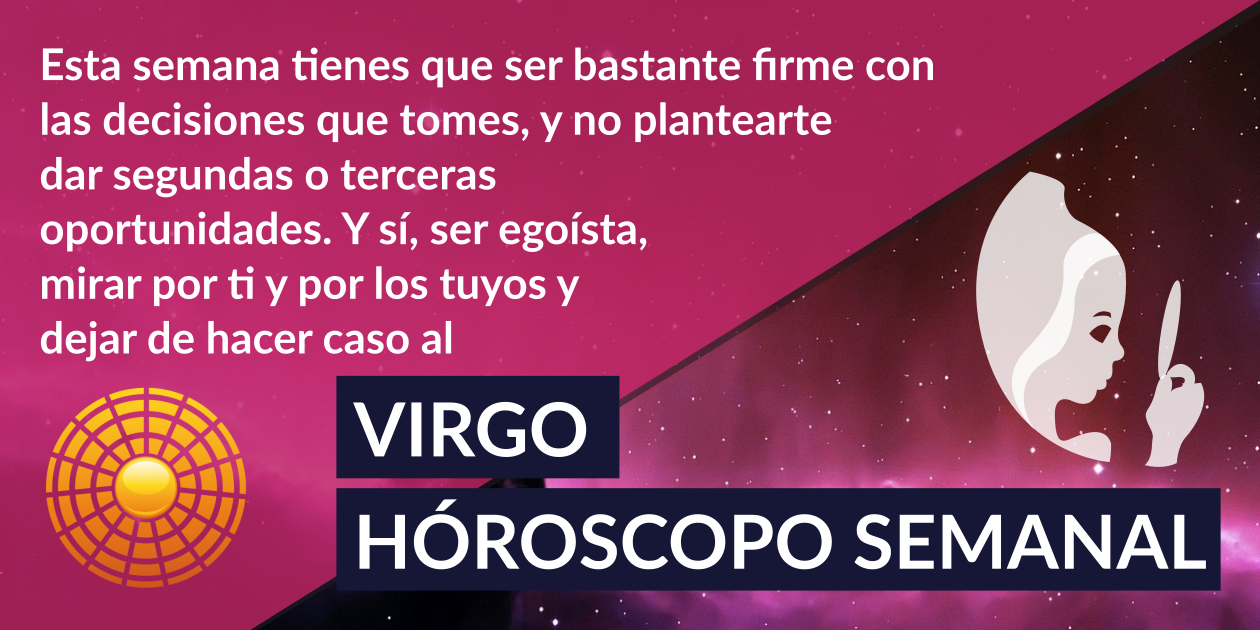 Esta semana tienes que ser bastante firme con
las decisiones que tomes, y no plantearte
dar segundas o terceras
oportunidades. Y sí, ser egoísta,
mirar por ti y por los tuyos y
dejar de hacer caso al
VIRGO
HÓROSCOPO SEMANAL